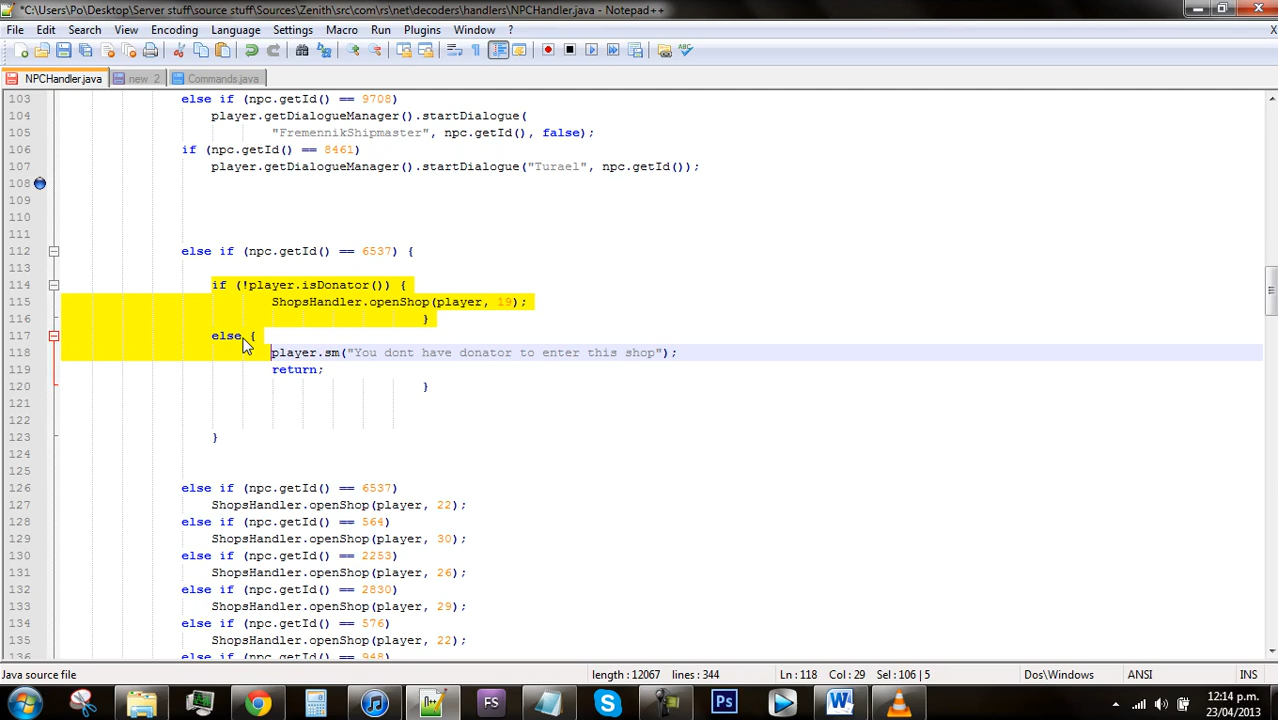 *C:\Users\Po\Desktop\Server stuff\source stuff\Sources\Zenith\src\com\rs\net\decoders\handlers\NPCHandler.java - Notepad++
File Edit Search View Encoding Language Settings Macro Run Plugins Window ? X
NPCHandler.java new 2 Commands.java
103 else if (npc.getId() == 9708)
104 player.getDialogueManager().startDialogue(
105 "FremennikShipmaster", npc.getId(), false);
106 if (npc.getId() == 8461)
107 player.getDialogueManager().startDialogue("Turael", npc.getId());
108
109
110
111
112 else if (npc.getId() == 6537) {
113
114 if (!player.isDonator()) {
115 ShopsHandler.openShop(player, 19);
116 }
117 else {
118 player.sm("You dont have donator to enter this shop");
119 return;
120 }
121
122
123 }
124
125
126 else if (npc.getId() == 6537)
127 ShopsHandler.openShop(player, 22);
128 else if (npc.getId() == 564)
129 ShopsHandler.openShop(player, 30);
130 else if (npc.getId() == 2253)
131 ShopsHandler.openShop(player, 26);
132 else if (npc.getId() == 2830)
133 ShopsHandler.openShop(player, 29);
134 else if (npc.getId() == 576)
135 ShopsHandler.openShop(player, 22);
136 else if (npc.getId() == 948)
Java source file length : 12067 lines : 344 Ln : 118 Col : 29 Sel : 106 | 5 Dos\Windows ANSI INS
FS Ps W 12:14 p.m.
23/04/2013